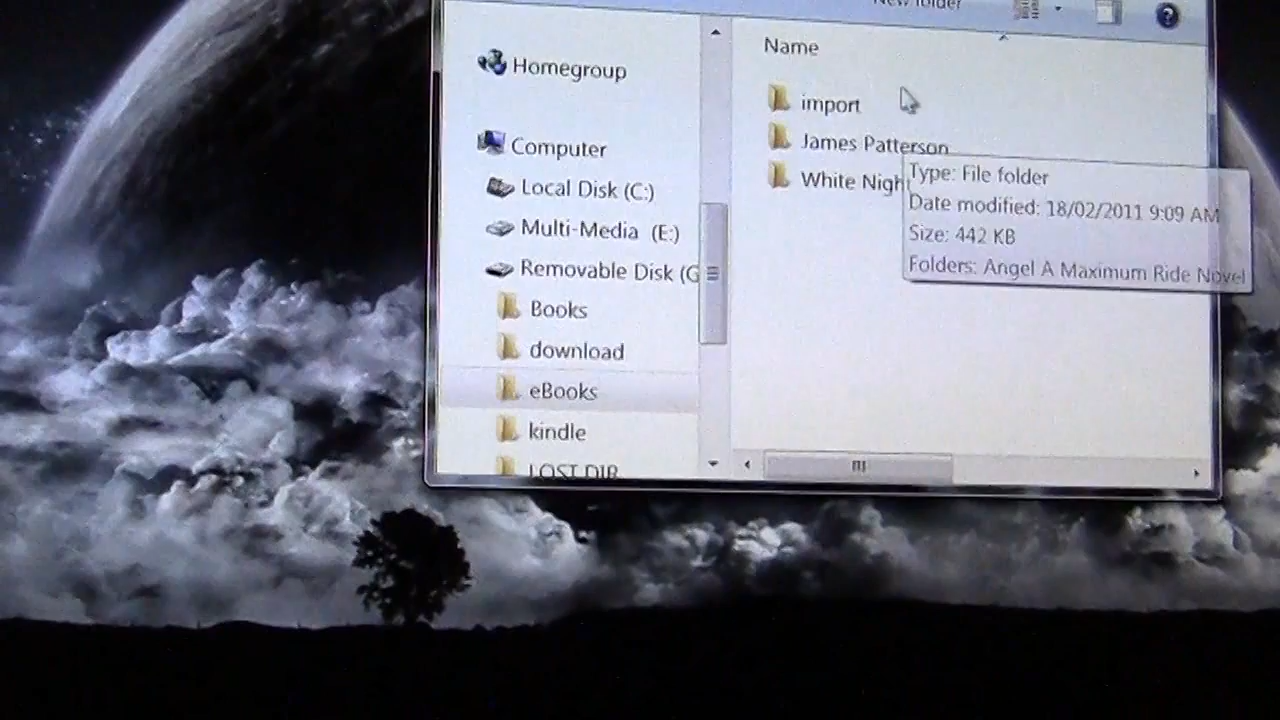 New folder
Name
Homegroup
Computer
Local Disk (C:)
Multi-Media (E:)
Removable Disk (G
Books
download
eBooks
kindle
LOST.DIR
import
James Patterson
White Nigh
Type: File folder
Date modified: 18/02/2011 9:09 AM
Size: 442 KB
Folders: Angel A Maximum Ride Novel